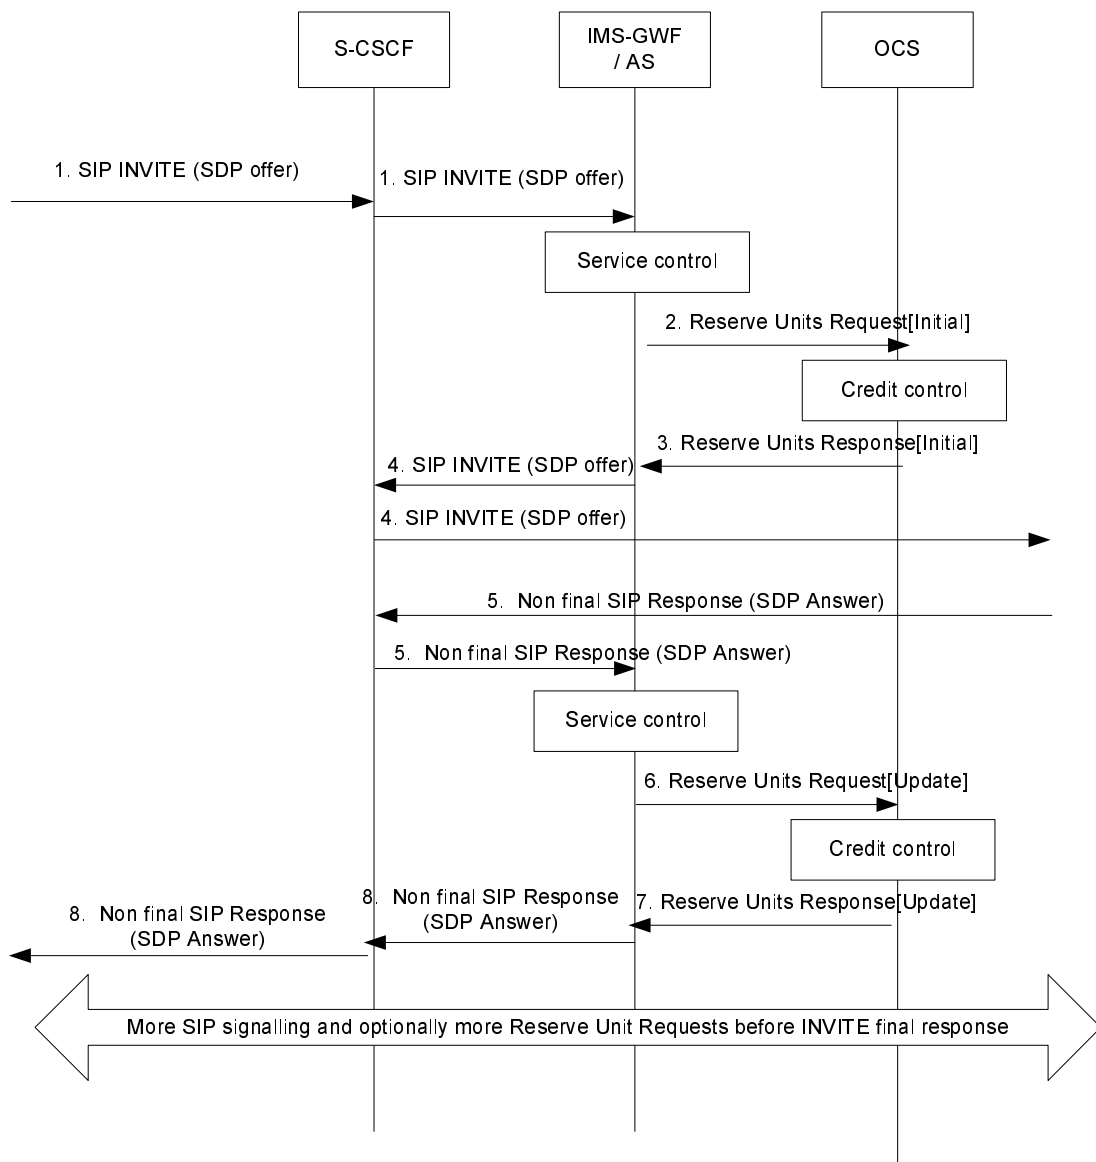 S-CSCF
IMS-GWF
/ AS
OCS
1. SIP INVITE (SDP offer)
1. SIP INVITE (SDP offer)
Service control
2. Reserve Units Request[Initial]
Credit control
3. Reserve Units Response[Initial]
4. SIP INVITE (SDP offer)
4. SIP INVITE (SDP offer)
5. Non final SIP Response (SDP Answer)
5. Non final SIP Response (SDP Answer)
Service control
6. Reserve Units Request[Update]
Credit control
7. Reserve Units Response[Update]
8. Non final SIP Response
(SDP Answer)
8. Non final SIP Response
(SDP Answer)
More SIP signalling and optionally more Reserve Unit Requests before INVITE final response